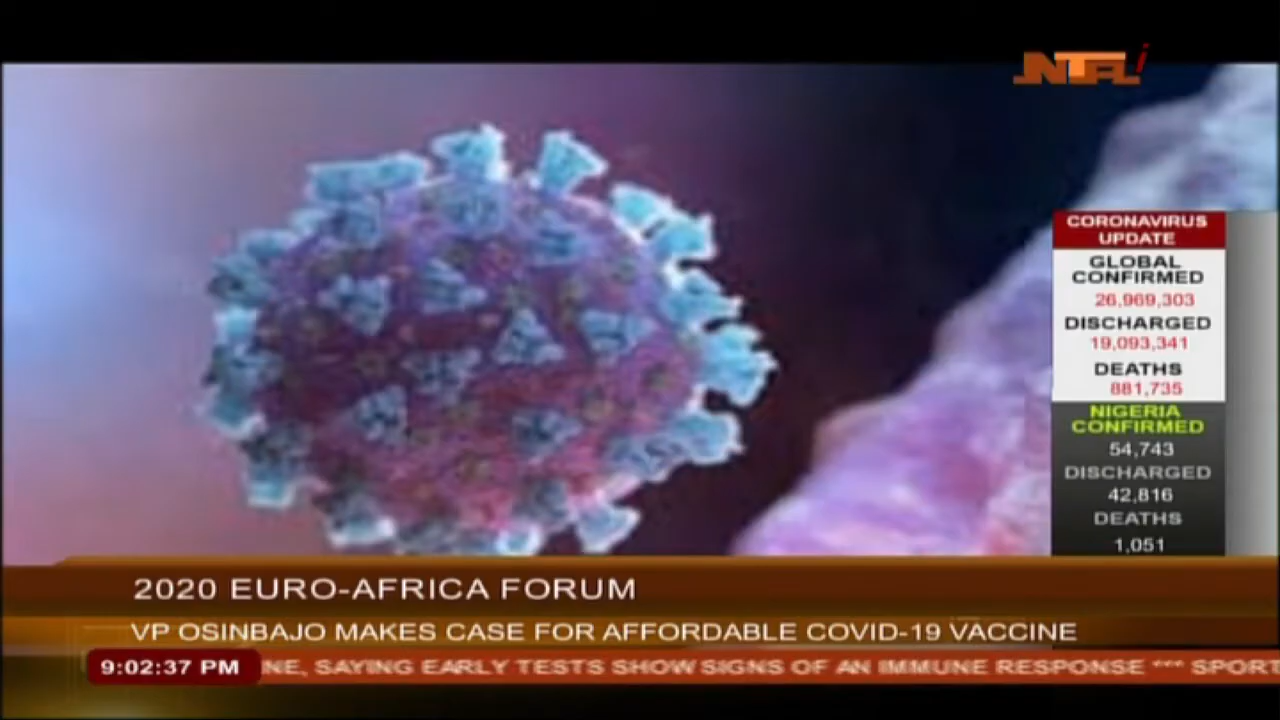 NTAi
CORONAVIRUS
UPDATE
GLOBAL
CONFIRMED
26,969,303
DISCHARGED
19,093,341
DEATHS
881,735
NIGERIA
CONFIRMED
54,743
DISCHARGED
42,816
DEATHS
1,051
2020 EURO-AFRICA FORUM
VP OSINBAJO MAKES CASE FOR AFFORDABLE COVID-19 VACCINE
9:02:37 PM NE, SAYING EARLY TESTS SHOW SIGNS OF AN IMMUNE RESPONSE *** SPORT